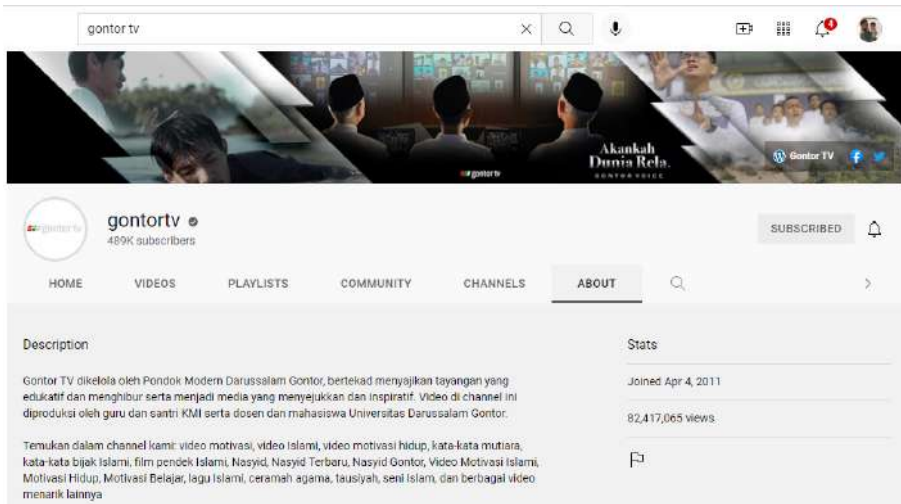 gontor tv
4
Akankah
Dunia Rela.
GONTOR VOICE
gontortv
Gontor TV
gontortv
gontortv
489K subscribers
SUBSCRIBED
HOME VIDEOS PLAYLISTS COMMUNITY CHANNELS ABOUT
Description
Stats
Gontor TV dikelola oleh Pondok Modern Darussalam Gontor, bertekad menyajikan tayangan yang
edukatif dan menghibur serta menjadi media yang menyejukkan dan inspiratif. Video di channel ini
diproduksi oleh guru dan santri KMI serta dosen dan mahasiswa Universitas Darussalam Gontor.
Joined Apr 4, 2011
82,417,065 views
Temukan dalam channel kami: video motivasi, video Islami, video motivasi hidup, kata-kata mutiara,
kata-kata bijak Islami, film pendek Islami, Nasyid, Nasyid Terbaru, Nasyid Gontor, Video Motivasi Islami,
Motivasi Hidup, Motivasi Belajar, lagu Islami, ceramah agama, tausiyah, seni Islam, dan berbagai video
menarik lainnya